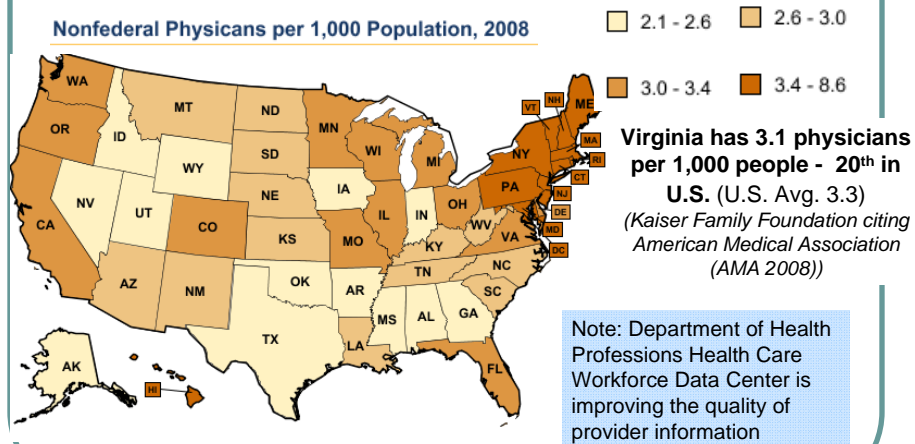 Nonfederal Physicans per 1,000 Population, 2008
2.1 - 2.6
2.6 - 3.0
3.0 - 3.4
3.4 - 8.6
WA
OR
CA
ID
NV
MT
WY
UT
AZ
CO
NM
ND
SD
NE
KS
OK
TX
MN
IA
MO
AR
LA
WI
IL
MS
MI
IN
KY
TN
AL
OH
WV
VA
NC
SC
GA
FL
PA
NY
VT
NH
ME
MA
RI
CT
NJ
DE
MD
DC
AK
HI
Virginia has 3.1 physicians
per 1,000 people - 20th in
U.S. (U.S. Avg. 3.3)
(Kaiser Family Foundation citing
American Medical Association
(AMA 2008))
Note: Department of Health
Professions Health Care
Workforce Data Center is
improving the quality of
provider information